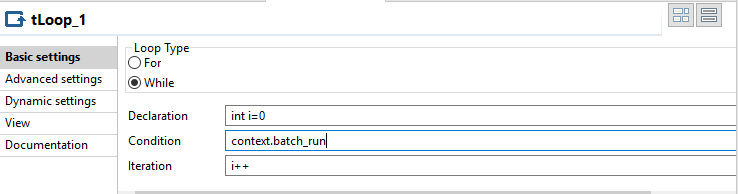 tLoop_1
Basic settings
Advanced settings
Dynamic settings
View
Documentation
Loop Type
For
While
Declaration int i=0
Condition context.batch_run
Iteration i++